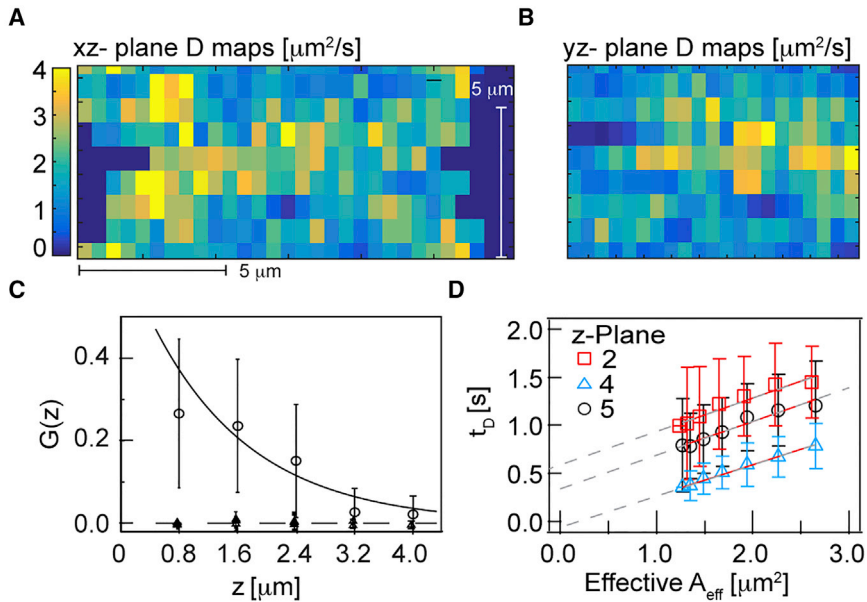 A
xz- plane D maps [μm²/s]
4
3
2
1
0
5 μm
5 μm
B
yz- plane D maps [μm²/s]
C
0.4
0.2
0.0
G(z)
0
0.8
1.6
2.4
3.2
4.0
z [μm]
D
2.0
1.5
1.0
0.5
0.0
t_D [s]
z-Plane
2
4
5
0.0
1.0
2.0
3.0
Effective A_eff [μm²]